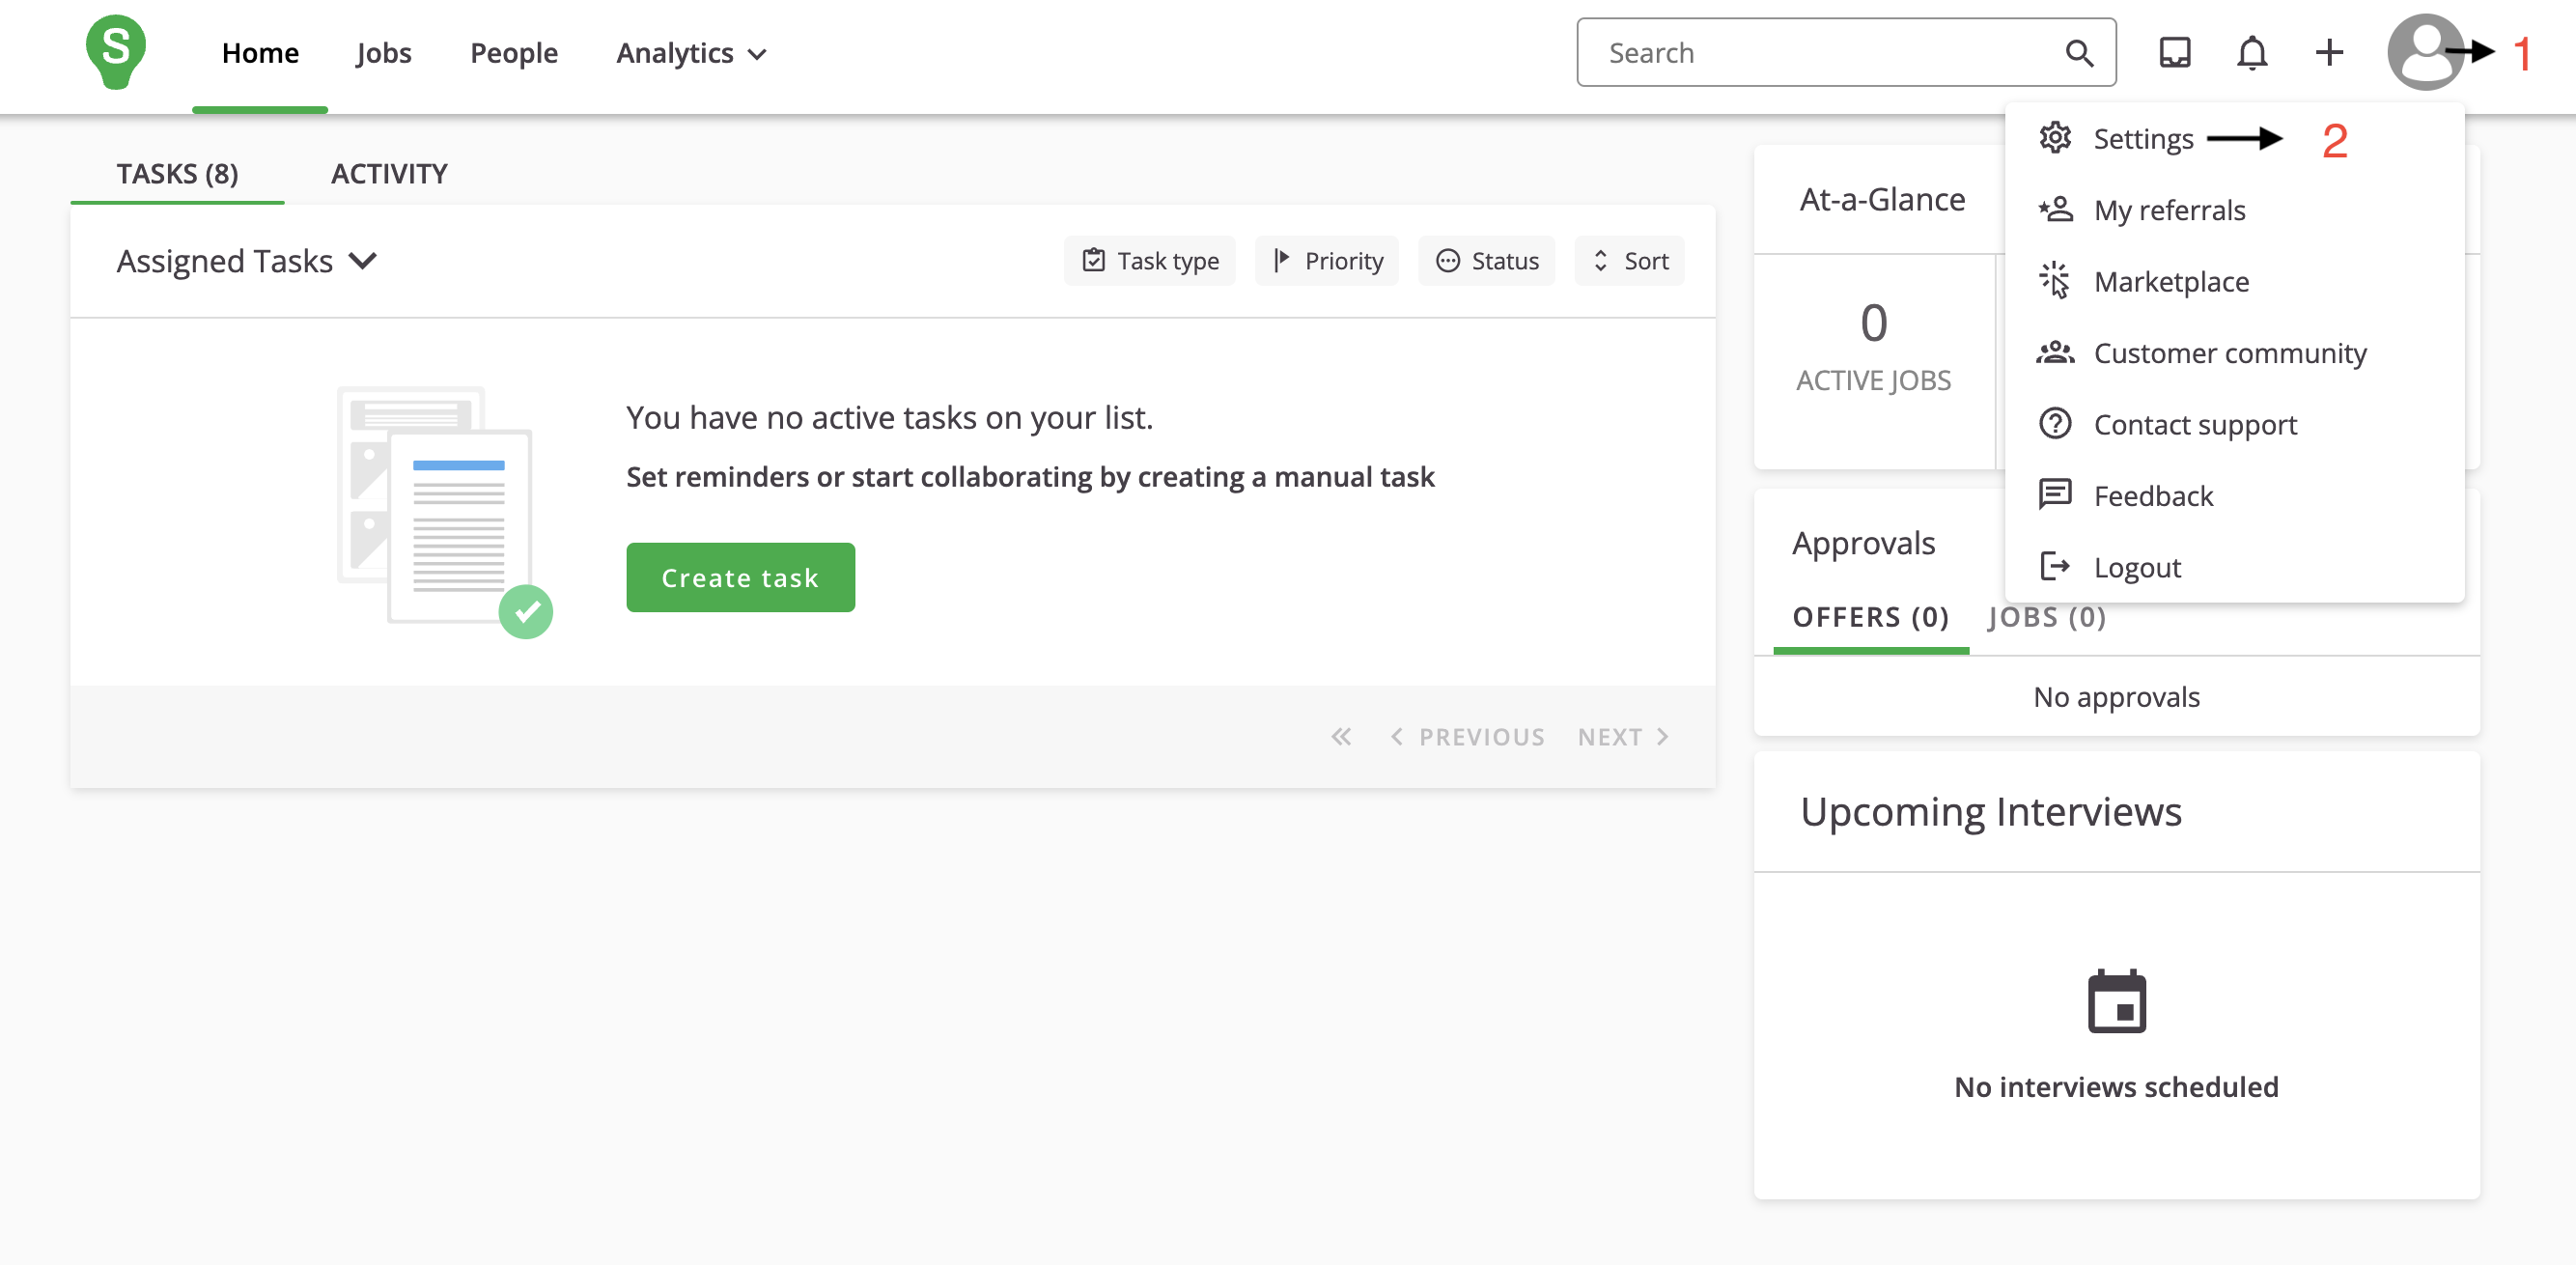 S
Home Jobs People Analytics Search 1
Settings 2
My referrals
Marketplace
Customer community
Contact support
Feedback
Logout
TASKS (8) ACTIVITY
Assigned Tasks Task type Priority Status Sort
You have no active tasks on your list.
Set reminders or start collaborating by creating a manual task
Create task
PREVIOUS NEXT
At-a-Glance
0
ACTIVE JOBS
Approvals
OFFERS (0) JOBS (0)
No approvals
Upcoming Interviews
No interviews scheduled